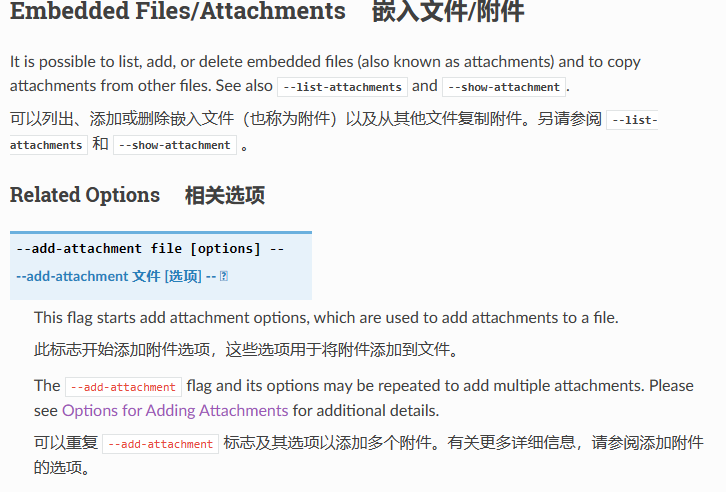 Embedded Files/Attachments 嵌入文件/附件
It is possible to list, add, or delete embedded files (also known as attachments) and to copy
attachments from other files. See also --list-attachments and --show-attachment.
可以列出、添加或删除嵌入文件（也称为附件）以及从其他文件复制附件。另请参阅 --list-
attachments 和 --show-attachment 。
Related Options 相关选项
--add-attachment file [options] --
--add-attachment 文件 [选项] --
This flag starts add attachment options, which are used to add attachments to a file.
此标志开始添加附件选项，这些选项用于将附件添加到文件。
The --add-attachment flag and its options may be repeated to add multiple attachments. Please
see Options for Adding Attachments for additional details.
可以重复 --add-attachment 标志及其选项以添加多个附件。有关更多详细信息，请参阅添加附件
的选项。